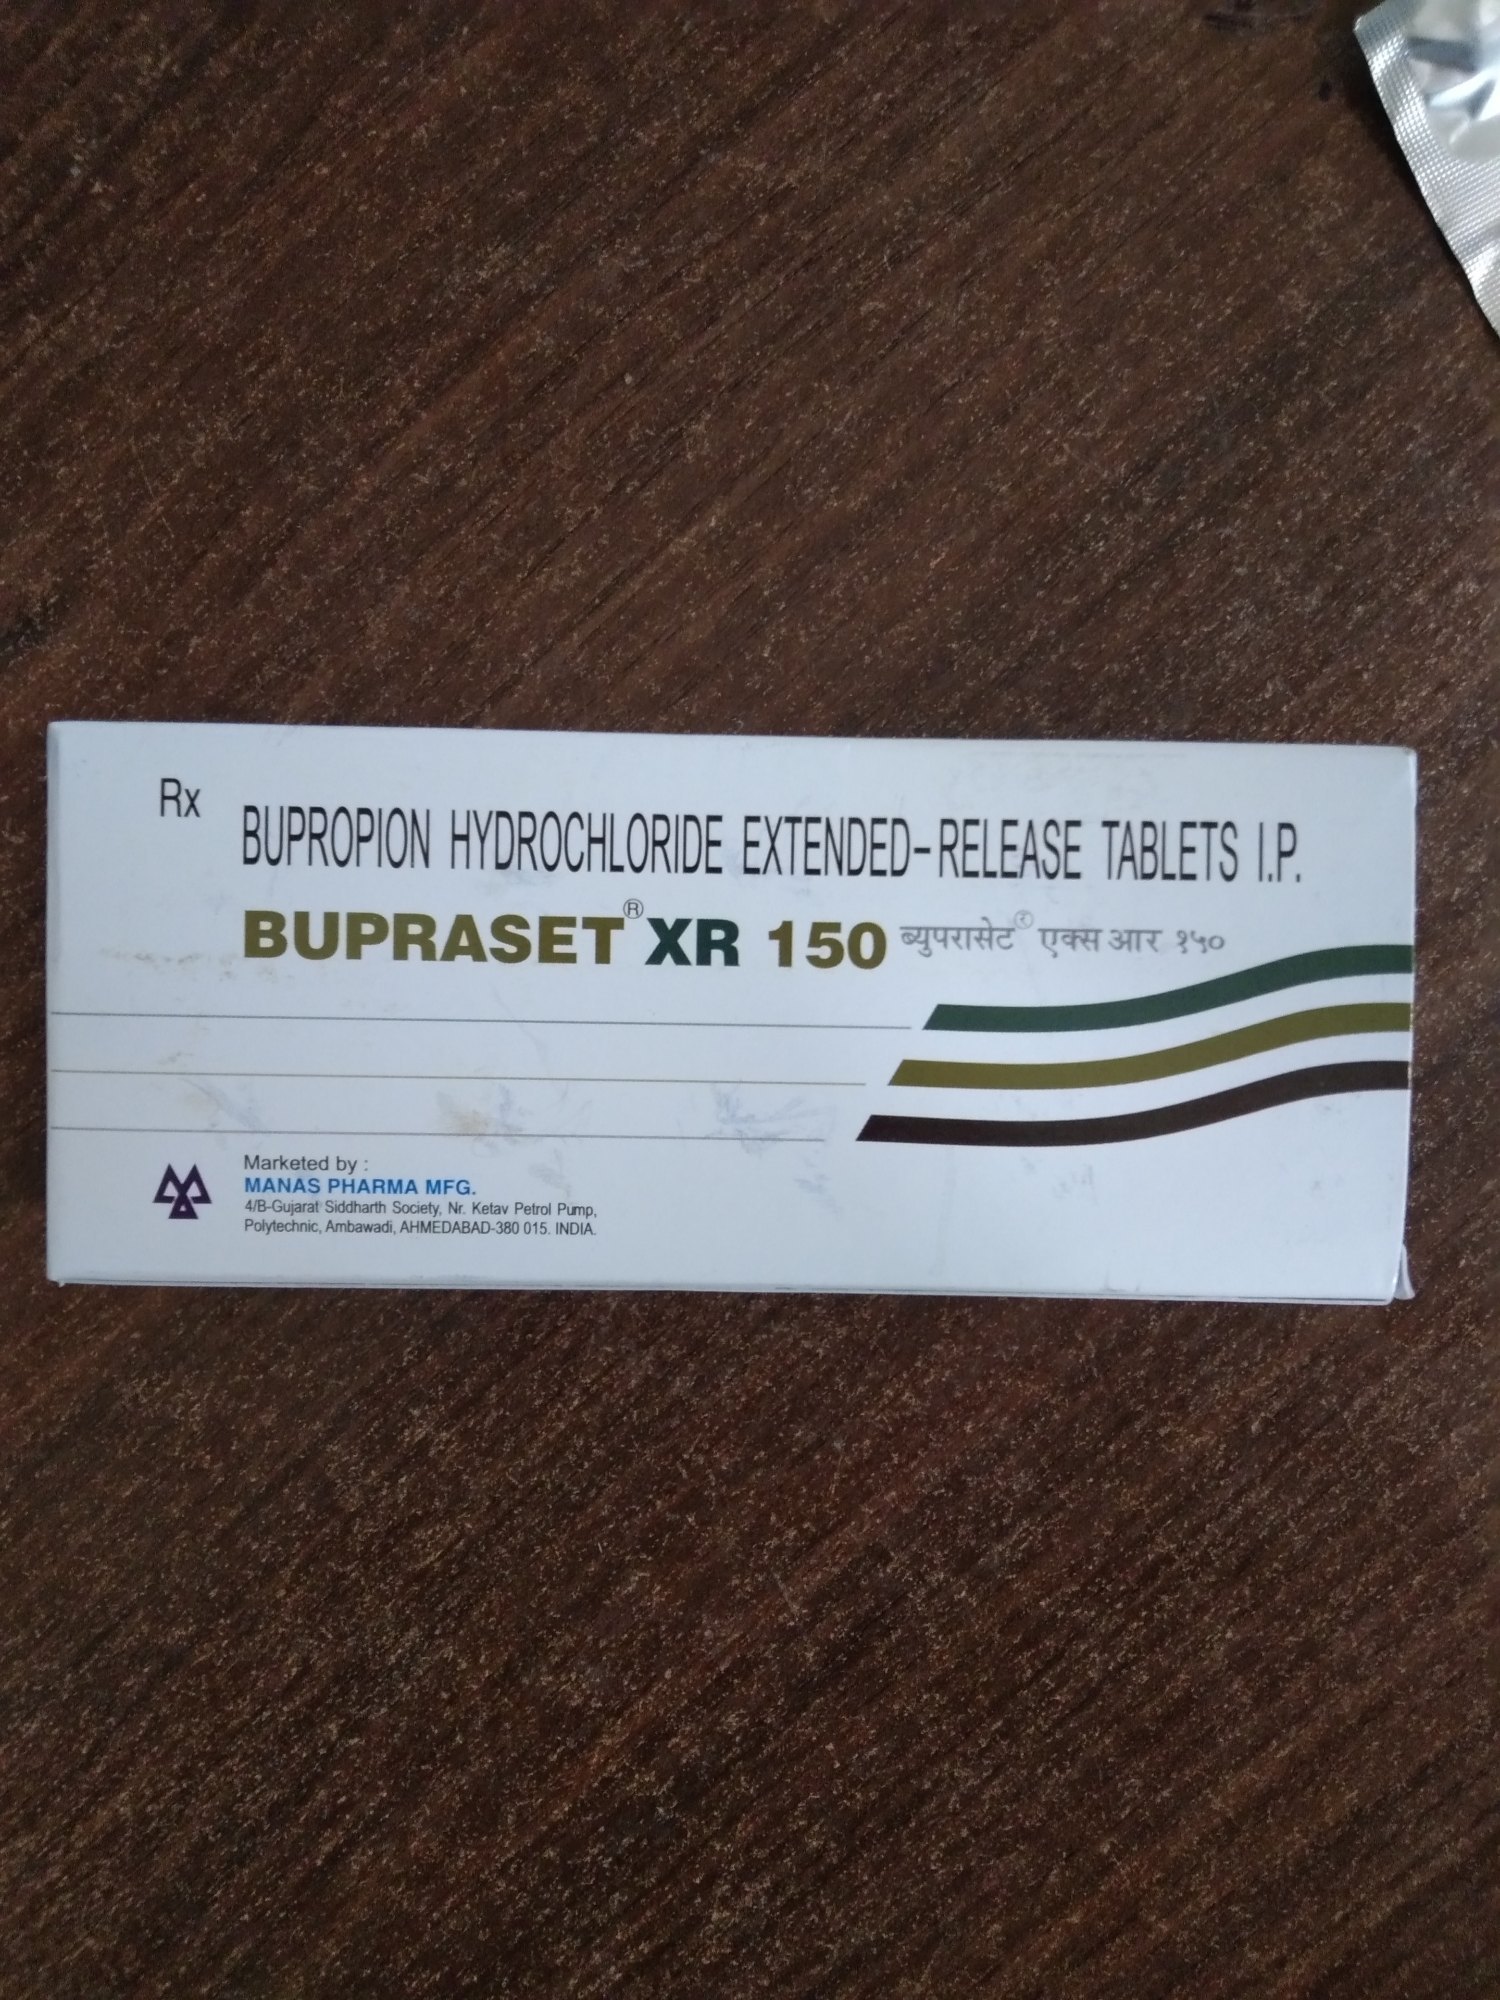 Rx
BUPROPION HYDROCHLORIDE EXTENDED-RELEASE TABLETS I.P.
BUPRASET® XR 150 ब्युपरासेट® एक्स आर १५०
Marketed by :
MANAS PHARMA MFG.
4/B-Gujarat Siddharth Society, Nr. Ketav Petrol Pump,
Polytechnic, Ambawadi, AHMEDABAD-380 015. INDIA.